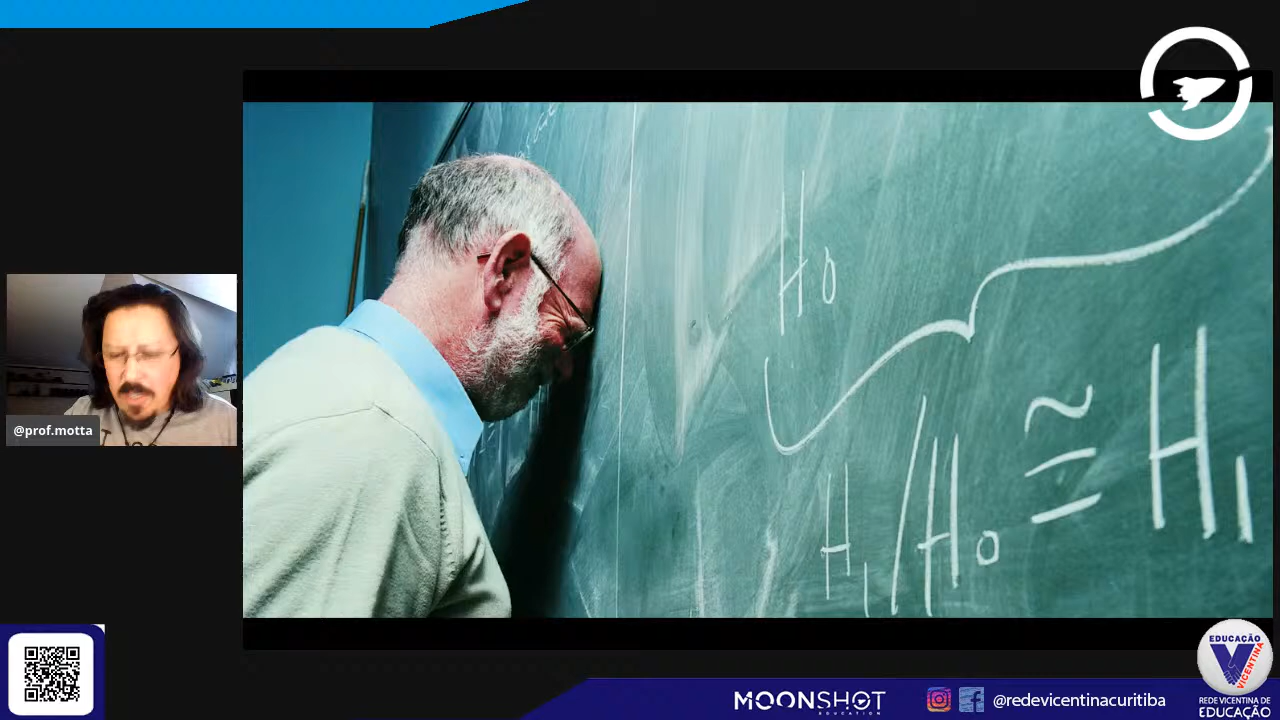 H0
H1/H0 ≅ H1
@prof.motta
EDUCAÇÃO
VICENTINA
REDE VICENTINA DE
EDUCAÇÃO
MOONSHOT
EDUCATION
@redevicentinacuritiba